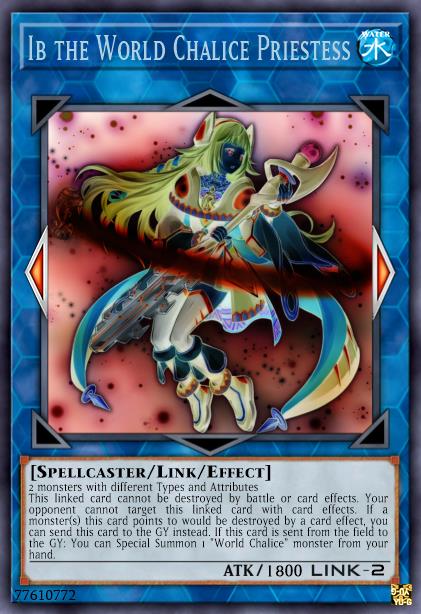 IB THE WORLD CHALICE PRIESTESS
WATER
水
[SPELLCASTER/LINK/EFFECT]
2 monsters with different Types and Attributes
This linked card cannot be destroyed by battle or card effects. Your
opponent cannot target this linked card with card effects. If a
monster(s) this card points to would be destroyed by a card effect, you
can send this card to the GY instead. If this card is sent from the field to
the GY: You can Special Summon 1 "World Chalice" monster from your
hand.
ATK/1800 LINK-2
77610772